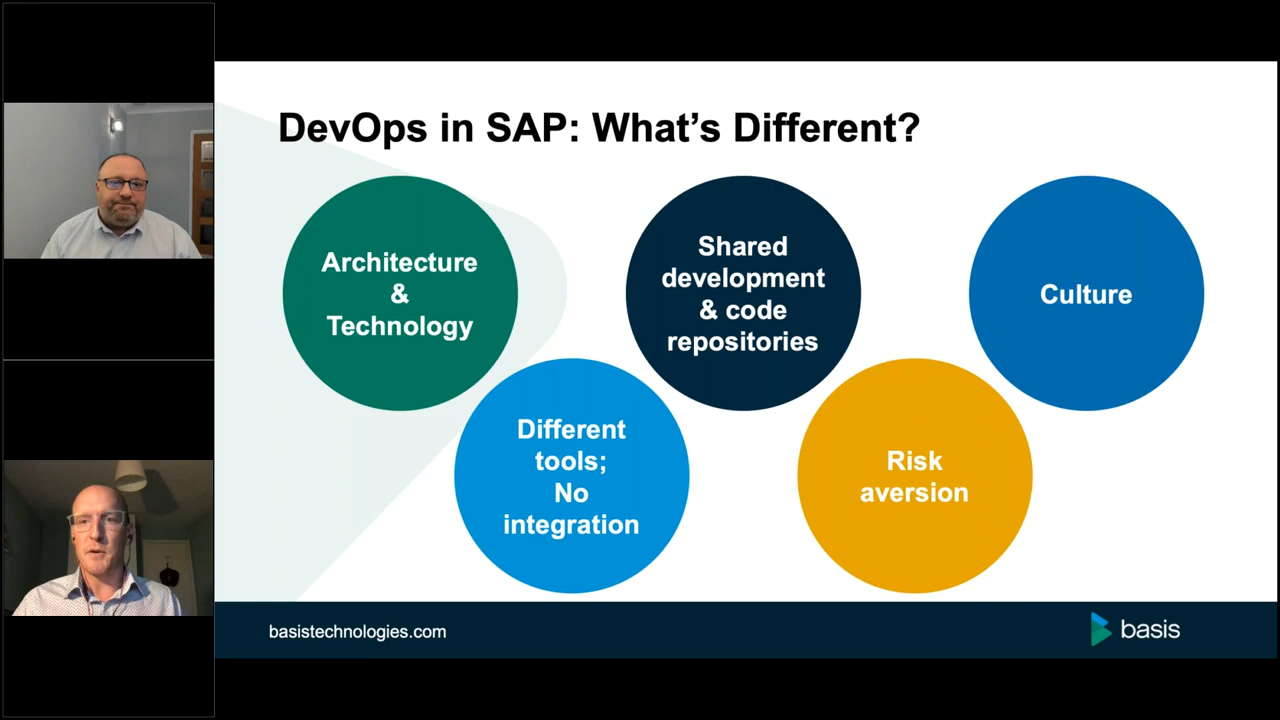 DevOps in SAP: What's Different?
Architecture
&
Technology
Different
tools;
No
integration
Shared
development
& code
repositories
Risk
aversion
Culture
basistechnologies.com
basis